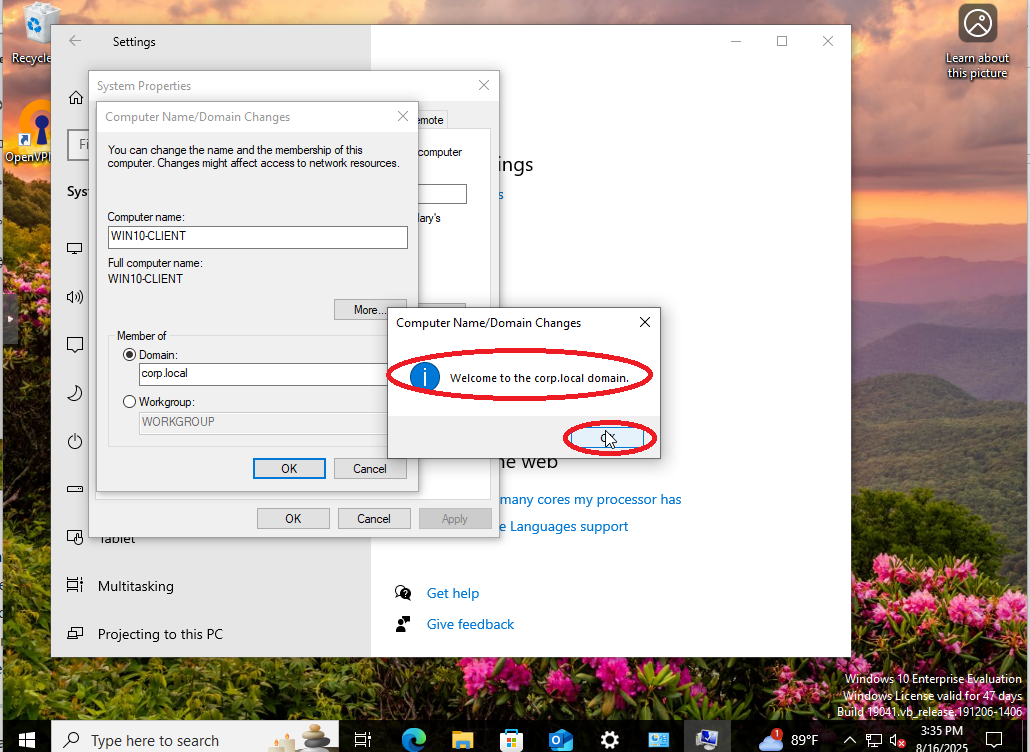 Recycle
Learn about
this picture
OpenVPN
Settings
System Properties
Computer Name/Domain Changes
You can change the name and the membership of this
computer. Changes might affect access to network resources.
Computer name:
WIN10-CLIENT
Full computer name:
WIN10-CLIENT
More...
Member of
Domain:
corp.local
Workgroup:
WORKGROUP
OK
Cancel
OK
Cancel
Apply
emote
computer
ary's
Computer Name/Domain Changes
Welcome to the corp.local domain.
Fi
Sys
ings
s
he web
many cores my processor has
e Languages support
Tablet
Multitasking
Projecting to this PC
Get help
Give feedback
Windows 10 Enterprise Evaluation
Windows License valid for 47 days
Build 19041.vb_release.191206-1406
Type here to search
1
89°F
3:35 PM
8/16/2025